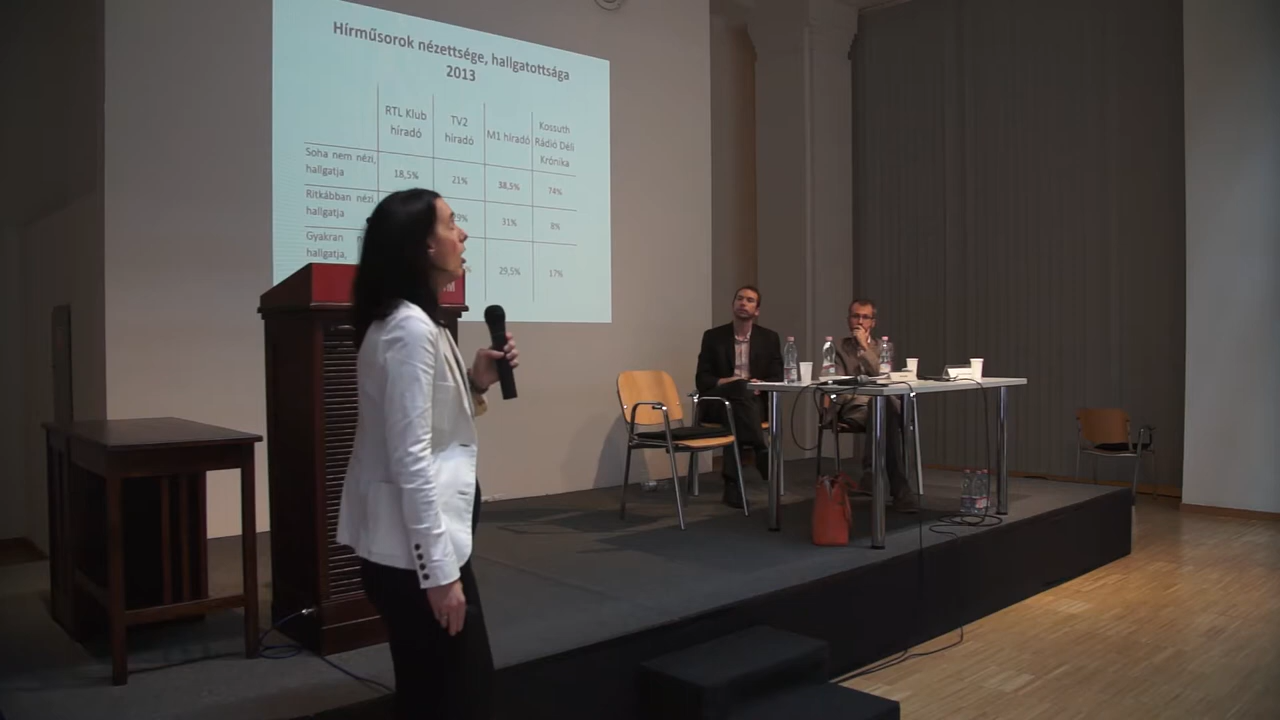 Hírműsorok nézettsége, hallgatottsága
2013
RTL Klub
híradó
TV2
híradó
M1 híradó
Kossuth
Rádió Déli
Krónika
Soha nem nézi,
hallgatja
18,5%
21%
38,5%
74%
Ritkábban nézi,
hallgatja
31%
8%
Gyakran
hallgatja,
29,5%
17%